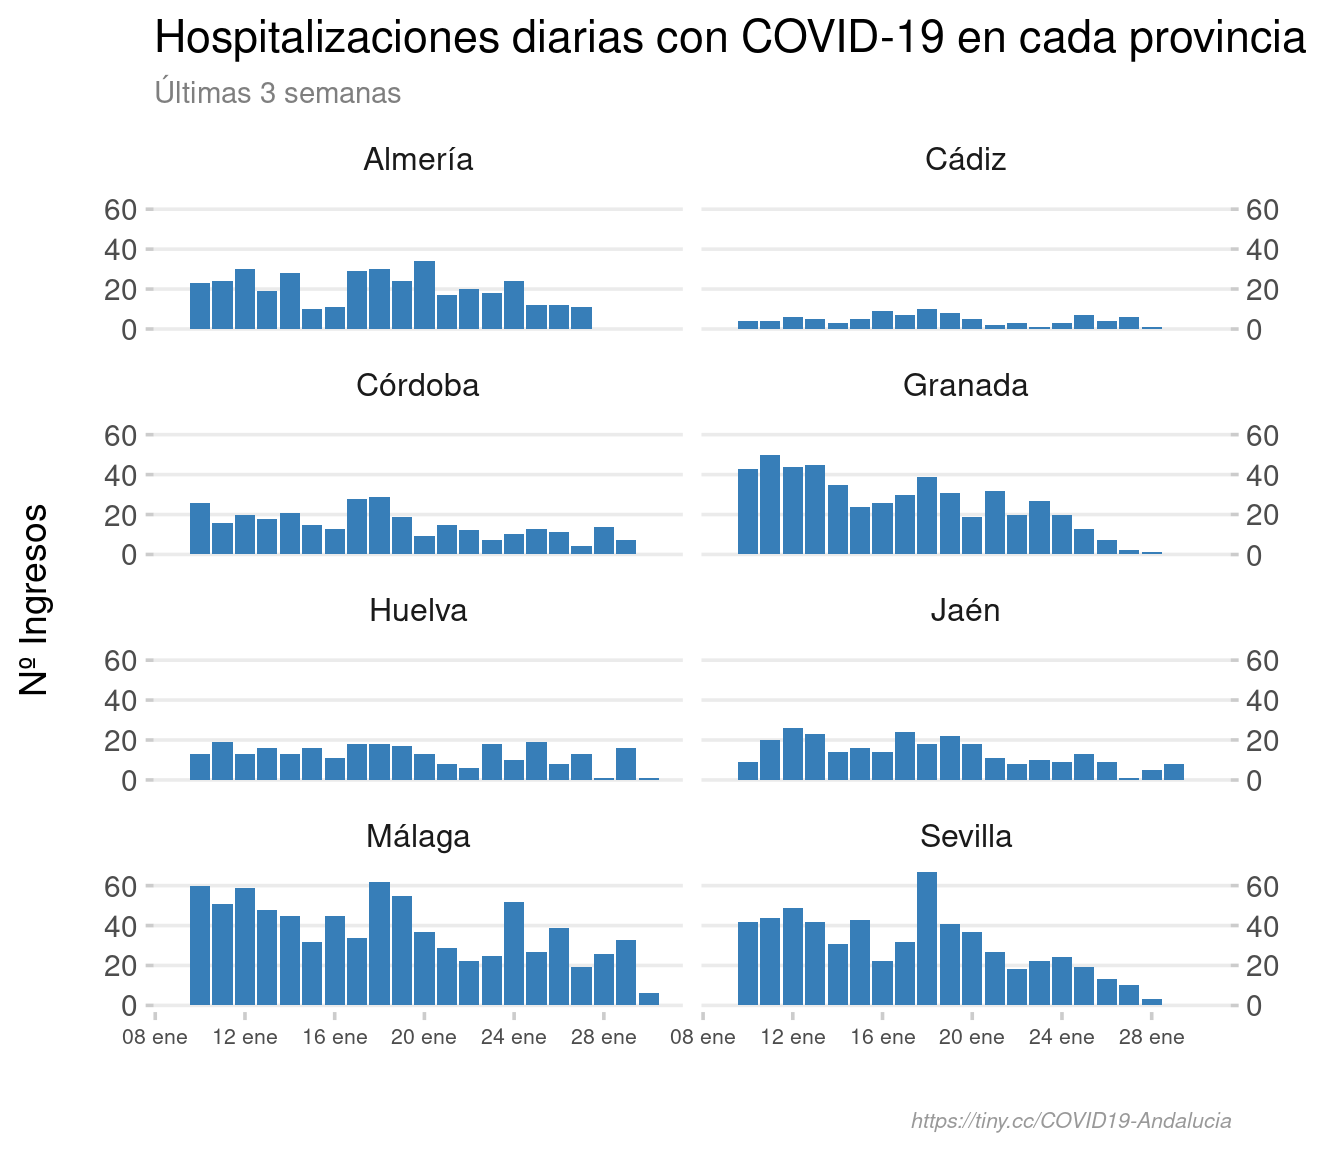 Hospitalizaciones diarias con COVID-19 en cada provincia
Últimas 3 semanas
Nº Ingresos
Almería
Cádiz
60
40
20
0
60
40
20
0
Córdoba
Granada
60
40
20
0
60
40
20
0
Huelva
Jaén
60
40
20
0
60
40
20
0
Málaga
Sevilla
60
40
20
0
60
40
20
0
08 ene 12 ene 16 ene 20 ene 24 ene 28 ene
08 ene 12 ene 16 ene 20 ene 24 ene 28 ene
https://tiny.cc/COVID19-Andalucia